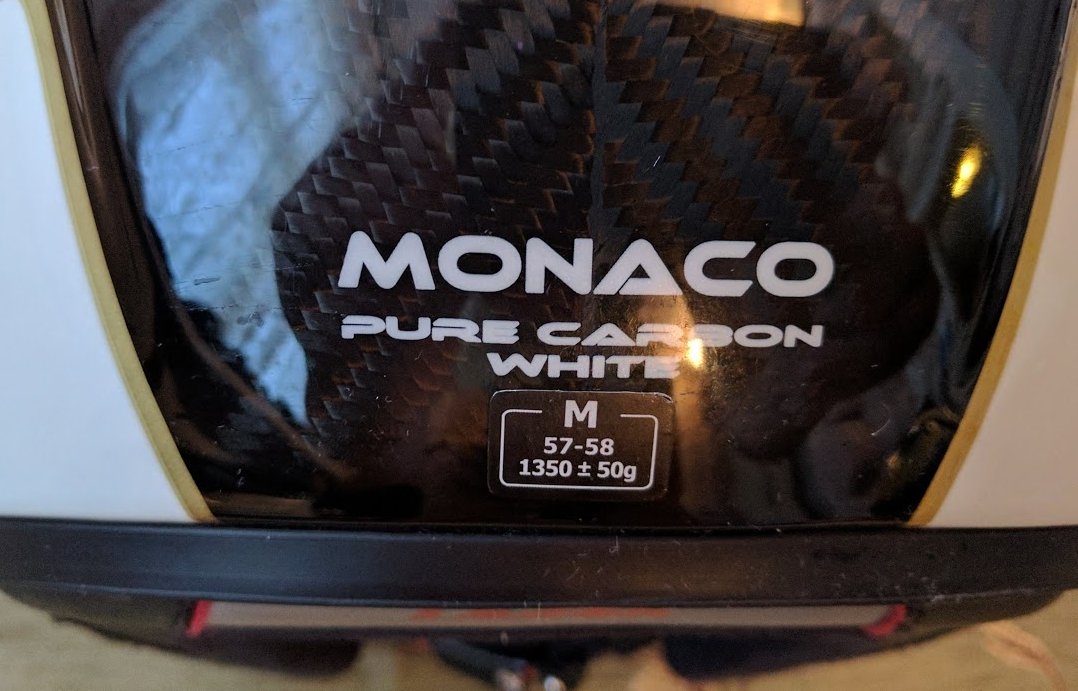 MONACO
PURE CARBON
WHITE
M
57-58
1350 ± 50g